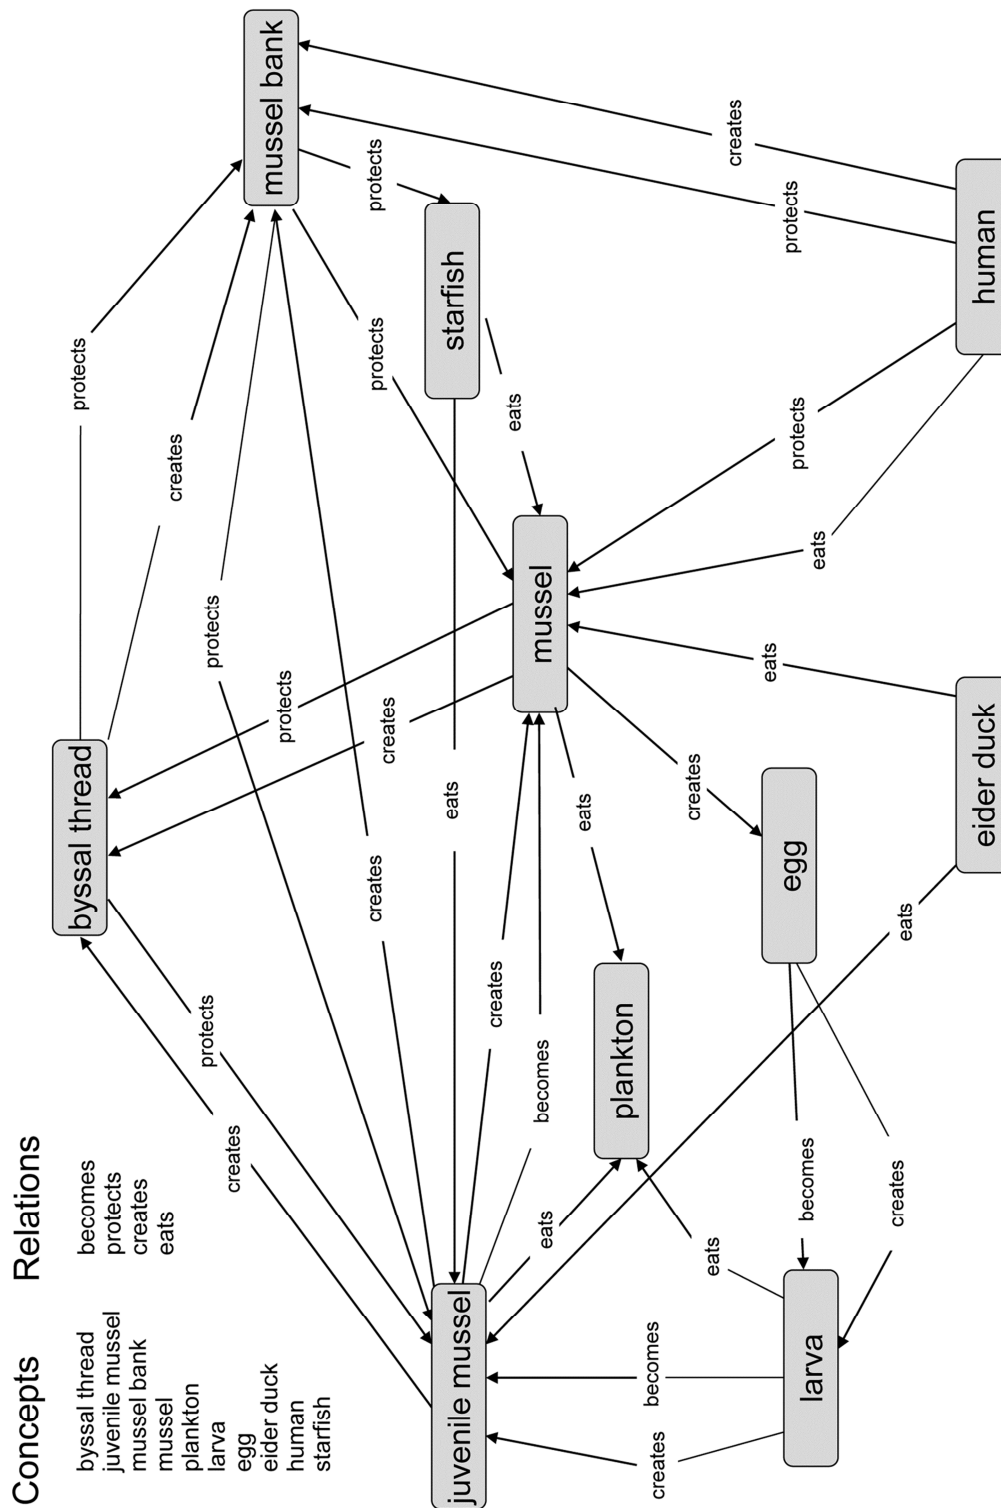 Concepts
byssal thread
juvenile mussel
mussel bank
mussel
plankton
larva
egg
eider duck
human
starfish
Relations
becomes
protects
creates
eats
byssal thread
mussel bank
protects
creates
protects
protects
starfish
protects
creates
protects
human
creates
protects
protects
eats
eats
mussel
protects
creates
creates
eats
creates
becomes
eats
creates
egg
eats
eider duck
eats
plankton
protects
creates
juvenile mussel
eats
eats
becomes
creates
becomes
creates
larva